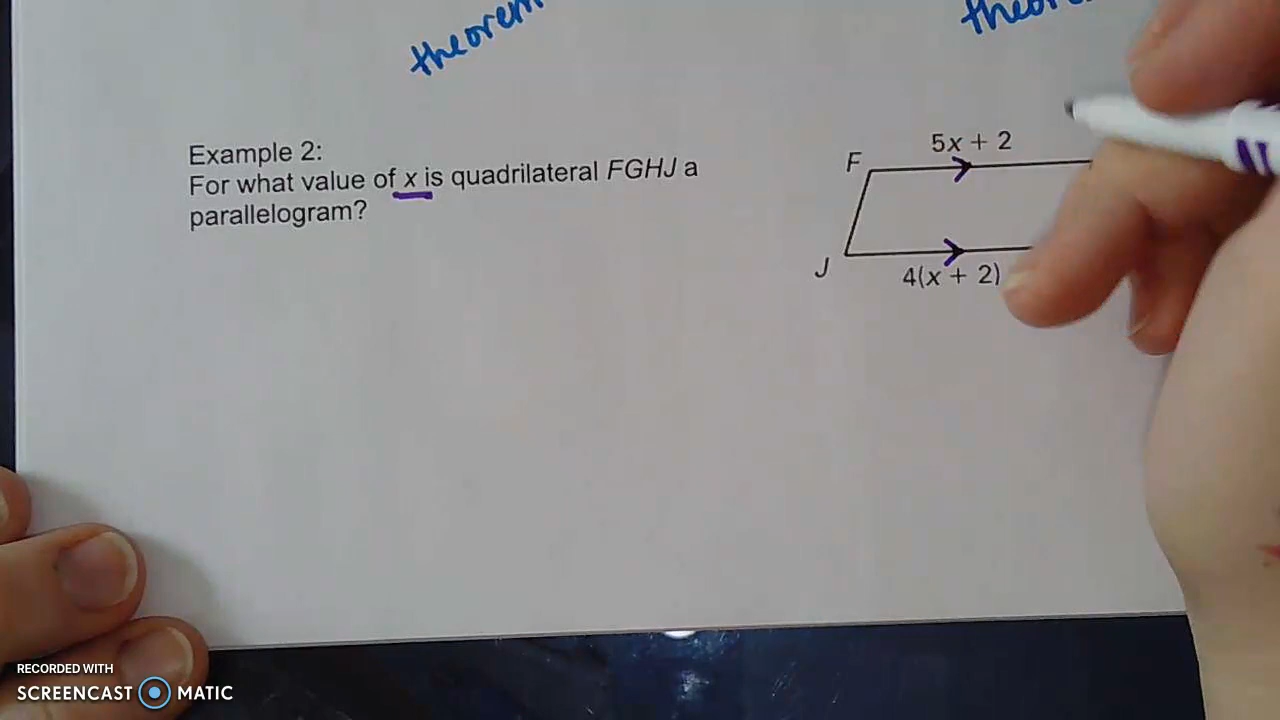 theorem
Example 2:
For what value of x is quadrilateral FGHJ a
parallelogram?
F
5x + 2
J
4(x + 2)
RECORDED WITH
SCREENCAST MATIC